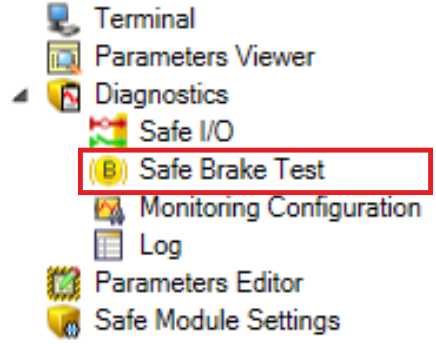 Terminal
Parameters Viewer
Diagnostics
Safe I/O
B Safe Brake Test
Monitoring Configuration
Log
Parameters Editor
Safe Module Settings